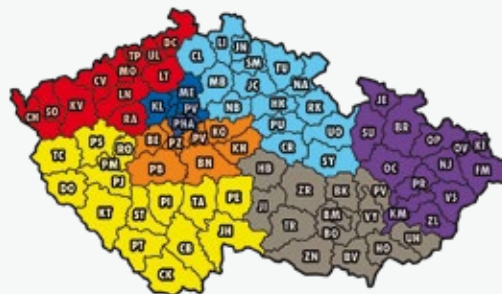 DC
LI
JN
TP
UL
CL
SM
TU
CV
MO
LT
MB
JC
NA
ME
JE
CH
SO
KV
LN
KL
PV
NB
HK
RK
RA
PHA
PU
SU
BR
PS
RO
BE
PZ
PV
KO
KH
CR
UO
OP
OV
KI
TC
PM
PB
BN
HB
SY
OC
NJ
FM
DO
PJ
ZR
BK
PV
PR
VS
KT
ST
PI
TA
PE
JI
BM
VY
KM
ZL
JH
TR
BO
UH
PT
CB
ZN
BV
HO
CK